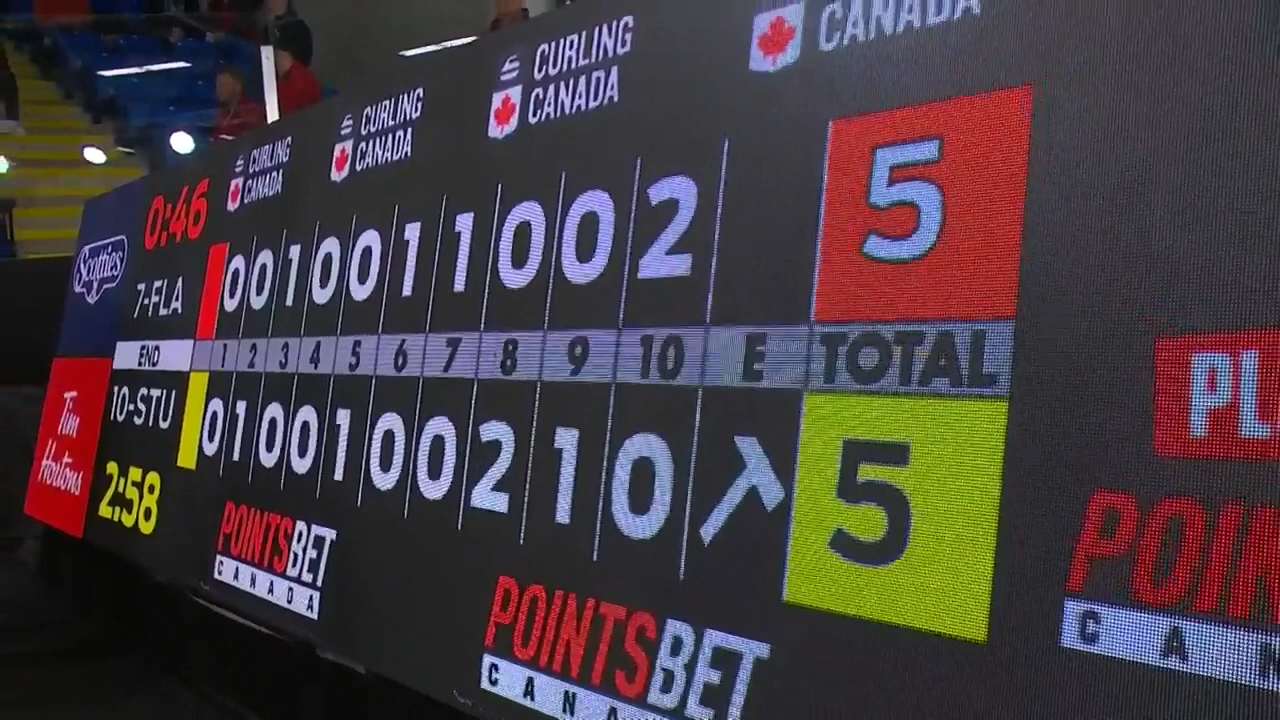 CURLING CANADA
CURLING CANADA
CURLING CANADA
CANADA
Scotties
0:46
7-FLA 0 0 1 0 0 1 1 0 0 2 5
END 1 2 3 4 5 6 7 8 9 10 E TOTAL
10-STU 0 1 0 0 1 0 0 2 1 0 5
2:58
Tim Hortons
POINTSBET
CANADA
POINTSBET
CANA
PL
POIN
CAN